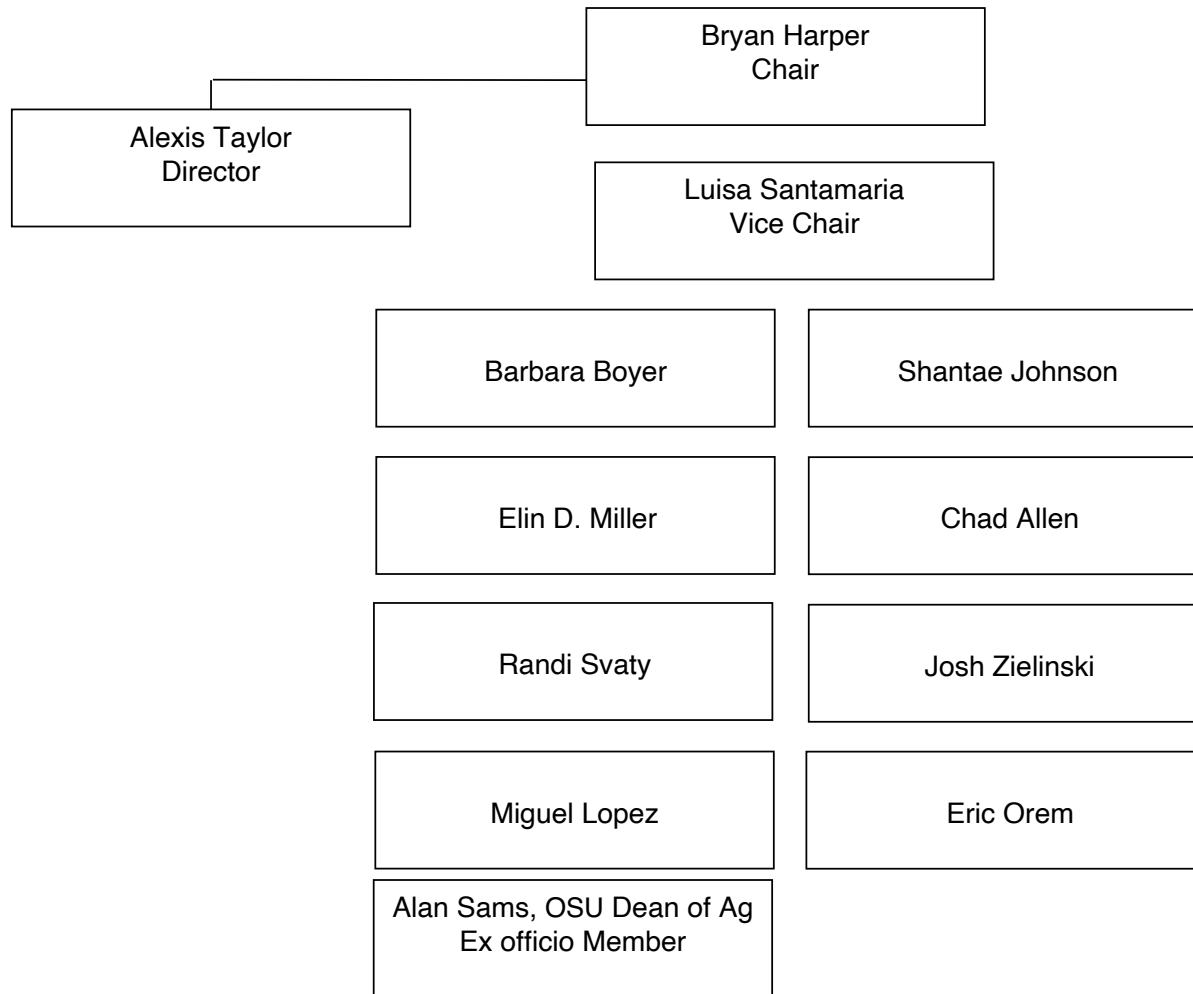 Bryan Harper
Chair
Alexis Taylor
Director
Luisa Santamaria
Vice Chair
Barbara Boyer
Shantae Johnson
Elin D. Miller
Chad Allen
Randi Svaty
Josh Zielinski
Miguel Lopez
Eric Orem
Alan Sams, OSU Dean of Ag
Ex officio Member